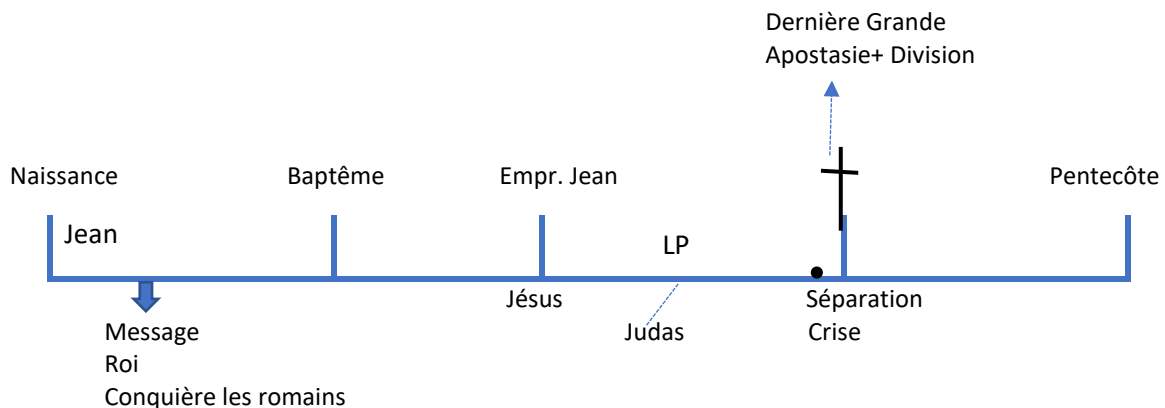 Dernière Grande
Apostasie+ Division
Naissance
Baptême
Empr. Jean
Pentecôte
Jean
LP
Jésus
Séparation
Message
Judas
Crise
Roi
Conquière les romains